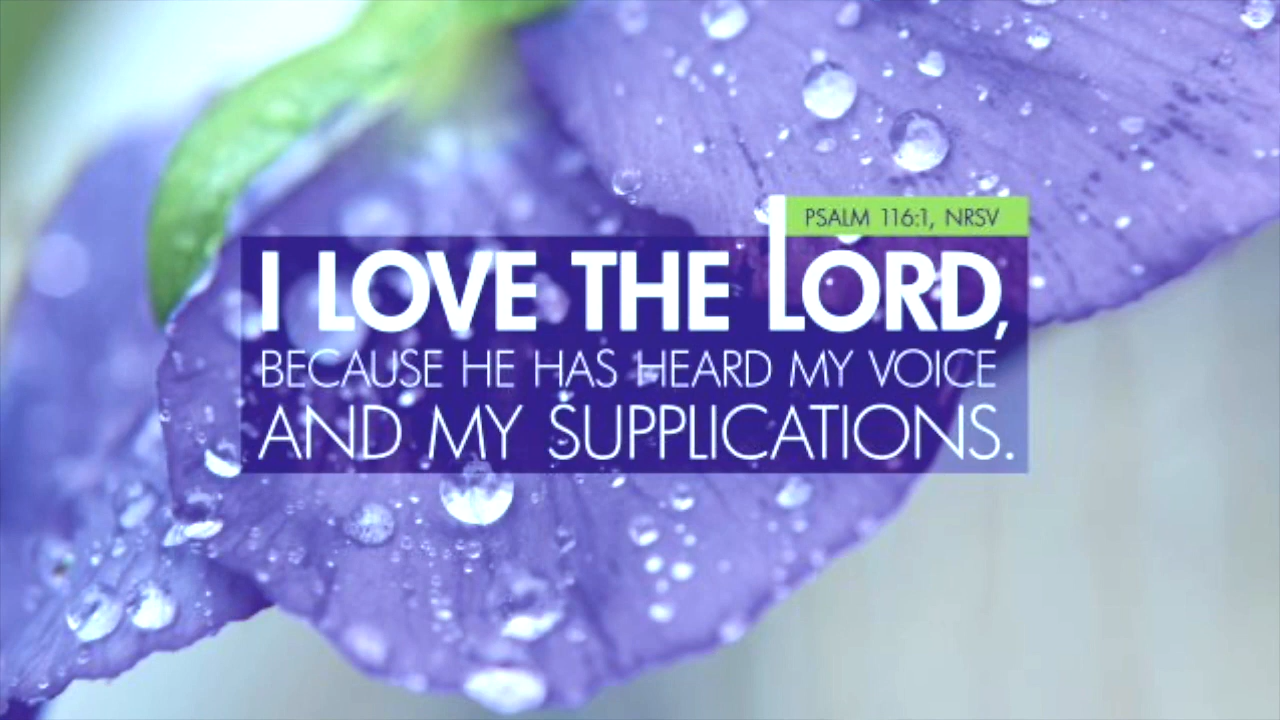 PSALM 116:1, NRSV
I LOVE THE LORD,
BECAUSE HE HAS HEARD MY VOICE
AND MY SUPPLICATIONS.